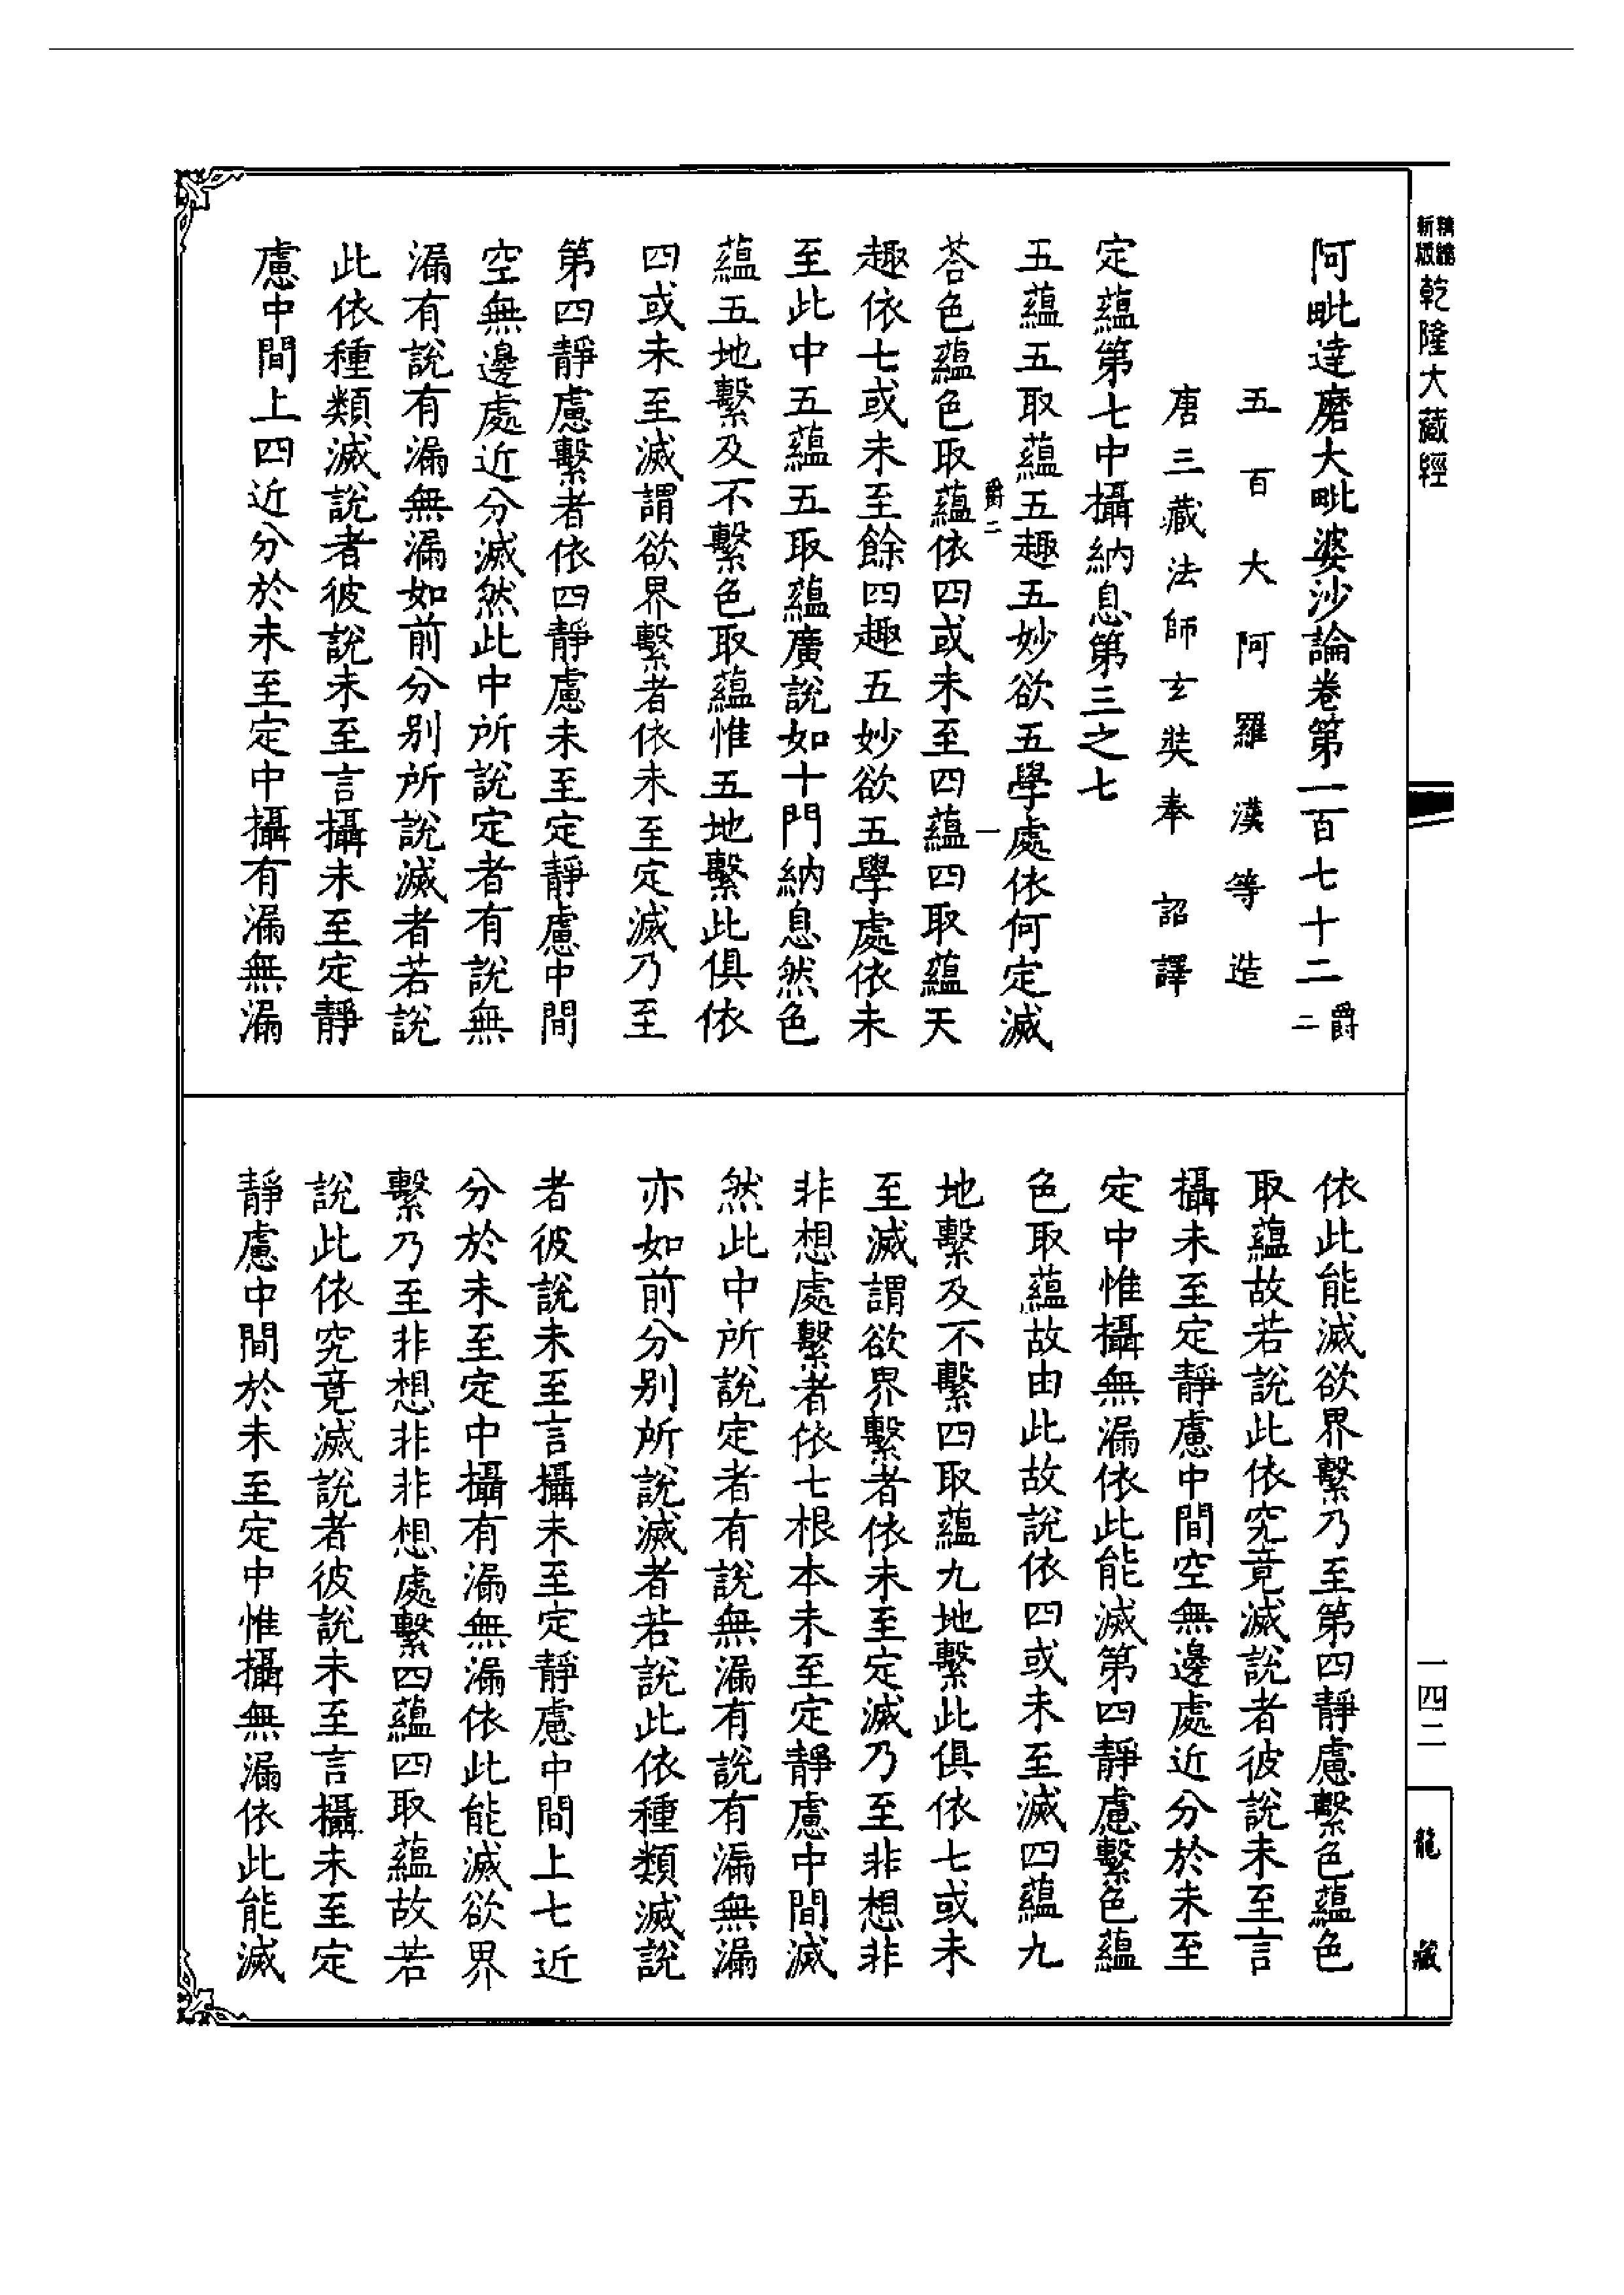 新版精編乾隆大藏經
阿毗達磨大毗婆沙論卷第一百七十二 爵二
五百大阿羅漢等造
唐三藏法師玄奘奉 詔譯
定蘊第七中攝納息第三之七
五蘊五取蘊五趣五妙欲五學處依何定滅
爵二 一
荅色蘊色取蘊依四或未至四蘊四取蘊天
趣依七或未至餘四趣五妙欲五學處依未
至此中五蘊五取蘊廣說如十門納息然色
蘊五地繫及不繫色取蘊惟五地繫此俱依
四或未至滅謂欲界繫者依未至定滅乃至
第四靜慮繫者依四靜慮未至定靜慮中間
空無邊處近分滅然此中所說定者有說無
漏有說有漏無漏如前分別所說滅者若說
此依種類滅說者彼說未至言攝未至定靜
慮中間上四近分於未至定中攝有漏無漏
依此能滅欲界繫乃至第四靜慮繫色蘊色
取蘊故若說此依究竟滅說者彼說未至言
攝未至定靜慮中間空無邊處近分於未至
定中惟攝無漏依此能滅第四靜慮繫色蘊
色取蘊故由此故說依四或未至滅四蘊九
地繫及不繫四取蘊九地繫此俱依七或未
至滅謂欲界繫者依未至定滅乃至非想非
非想處繫者依七根本未至定靜慮中間滅
然此中所說定者有說無漏有說有漏無漏
亦如前分別所說滅者若說此依種類滅說
者彼說未至言攝未至定靜慮中間上七近
分於未至定中攝有漏無漏依此能滅欲界
繫乃至非想非非想處繫四蘊四取蘊故若
說此依究竟滅說者彼說未至言攝未至定
靜慮中間於未至定中惟攝無漏依此能滅
一四二
龍藏